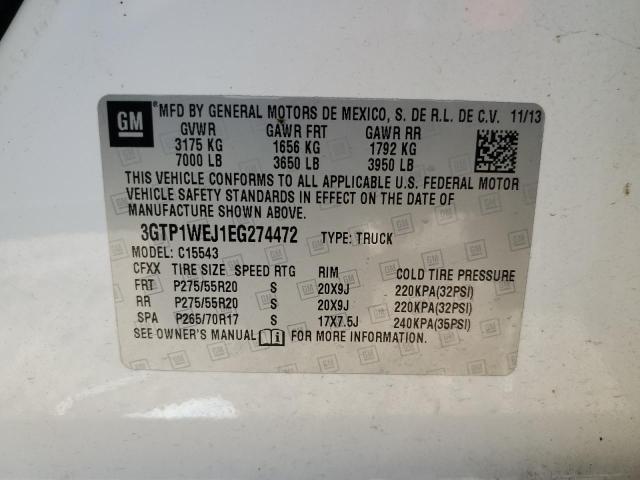 GM ® MFD BY GENERAL MOTORS DE MEXICO, S. DE R.L. DE C.V. 11/13
GVWR GAWR FRT GAWR RR
3175 KG 1656 KG 1792 KG
7000 LB 3650 LB 3950 LB
THIS VEHICLE CONFORMS TO ALL APPLICABLE U.S. FEDERAL MOTOR
VEHICLE SAFETY STANDARDS IN EFFECT ON THE DATE OF
MANUFACTURE SHOWN ABOVE.
3GTP1WEJ1EG274472 TYPE: TRUCK
MODEL: C15543
CFXX TIRE SIZE SPEED RTG RIM COLD TIRE PRESSURE
FRT P275/55R20 S 20X9J 220KPA(32PSI)
RR P275/55R20 S 20X9J 220KPA(32PSI)
SPA P265/70R17 S 17X7.5J 240KPA(35PSI)
SEE OWNER'S MANUAL FOR MORE INFORMATION.